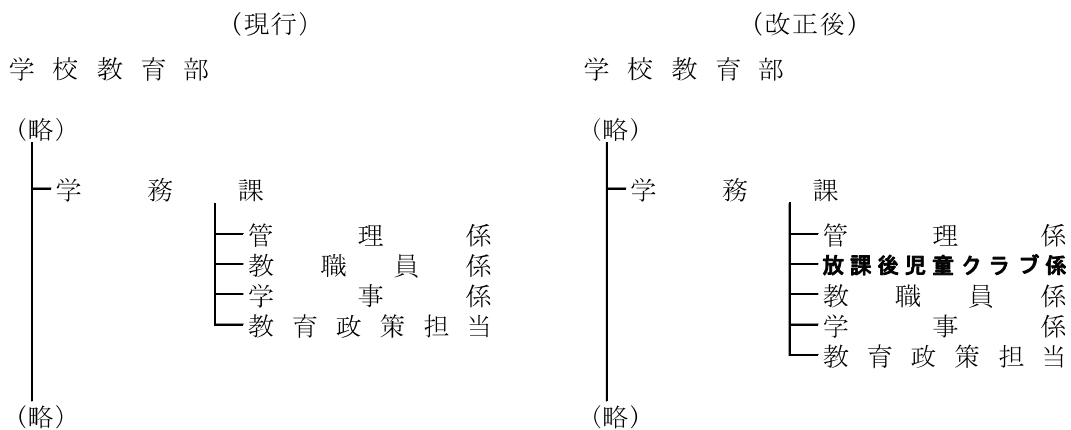 （現行）
学校教育部
（略）
学務課
管理係
教職員係
学事係
教育政策担当
（略）
（改正後）
学校教育部
（略）
学務課
管理係
放課後児童クラブ係
教職員係
学事係
教育政策担当
（略）